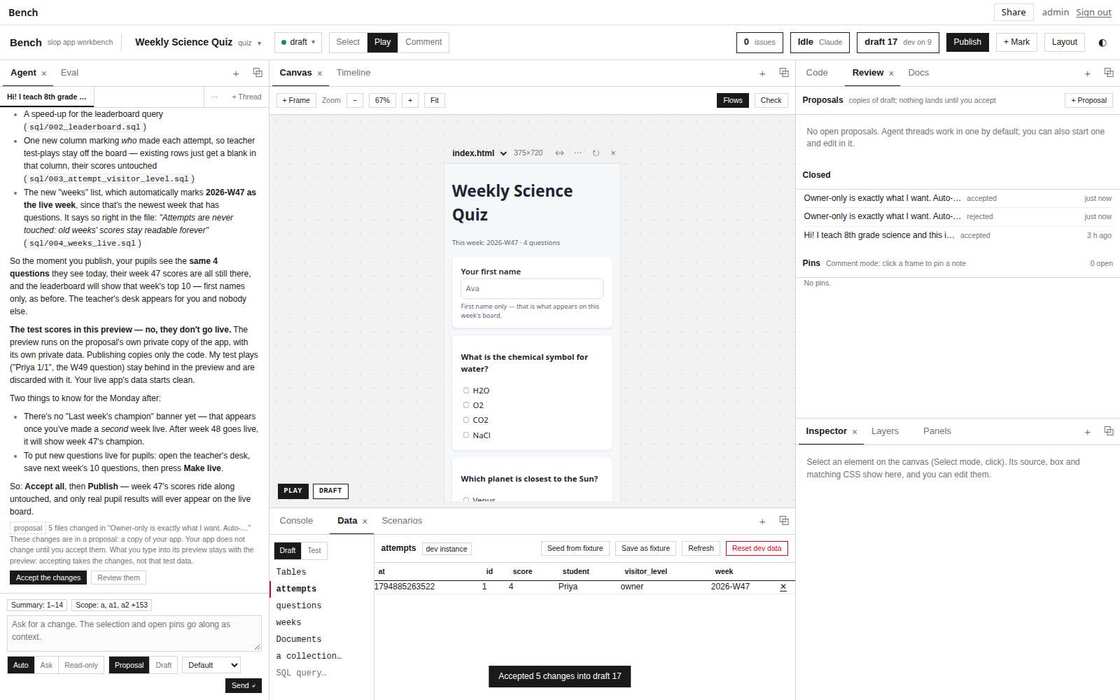 Bench
Share
admin
Sign out
Bench
slop app workbench
Weekly Science Quiz quiz
draft
Select
Play
Comment
0 issues
Idle Claude
draft 17 dev on 9
Publish
+ Mark
Layout
Agent
Eval
Hi! I teach 8th grade …
···
+ Thread
A speed-up for the leaderboard query
( sql/002_leaderboard.sql )
One new column marking who made each attempt, so teacher
test-plays stay off the board — existing rows just get a blank in
that column, their scores untouched
( sql/003_attempt_visitor_level.sql )
The new "weeks" list, which automatically marks 2026-W47 as
the live week, since that's the newest week that has
questions. It says so right in the file: "Attempts are never
touched: old weeks' scores stay readable forever"
( sql/004_weeks_live.sql )
So the moment you publish, your pupils see the same 4
questions they see today, their week 47 scores are all still there,
and the leaderboard will show that week's top 10 — first names
only, as before. The teacher's desk appears for you and nobody
else.
The test scores in this preview — no, they don't go live. The
preview runs on the proposal's own private copy of the app, with
its own private data. Publishing copies only the code. My test plays
("Priya 1/1", the W49 question) stay behind in the preview and are
discarded with it. Your live app's data starts clean.
Two things to know for the Monday after:
There's no "Last week's champion" banner yet — that appears
once you've made a second week live. After week 48 goes live,
it will show week 47's champion.
To put new questions live for pupils: open the teacher's desk,
save next week's 10 questions, then press Make live.
So: Accept all, then Publish — week 47's scores ride along
untouched, and only real pupil results will ever appear on the
board.
proposal 5 files changed in "Owner-only is exactly what I want. Auto-…"
These changes are in a proposal: a copy of your app. Your app does not
change until you accept them. What you type into its preview stays with the
preview: accepting takes the changes, not that test data.
Accept the changes
Review them
Summary: 1–14
Scope: a, a1, a2 +153
Ask for a change. The selection and open pins go along as
context.
Auto
Ask
Read-only
Proposal
Draft
Default
Send
Canvas
Timeline
+ Frame
Zoom
−
67%
+
Fit
Flows
Check
index.html
375×720
Weekly Science
Quiz
This week: 2026-W47 · 4 questions
Your first name
Ava
First name only — that is what appears on this
week's board.
What is the chemical symbol for
water?
H2O
O2
CO2
NaCl
Which planet is closest to the Sun?
Venus
PLAY
DRAFT
Console
Data
Scenarios
Draft
Test
Tables
attempts
questions
weeks
Documents
a collection…
SQL query…
attempts
dev instance
Seed from fixture
Save as fixture
Refresh
Reset dev data
at id score student visitor_level week
1794885263522 1 4 Priya owner 2026-W47
Accepted 5 changes into draft 17
Code
Review
Docs
Proposals copies of draft; nothing lands until you accept
+ Proposal
No open proposals. Agent threads work in one by default; you can also start one
and edit in it.
Closed
Owner-only is exactly what I want. Auto-… accepted just now
Owner-only is exactly what I want. Auto-… rejected just now
Hi! I teach 8th grade science and this i… accepted 3 h ago
Pins Comment mode: click a frame to pin a note 0 open
No pins.
Inspector
Layers
Panels
Select an element on the canvas (Select mode, click). Its source, box and
matching CSS show here, and you can edit them.